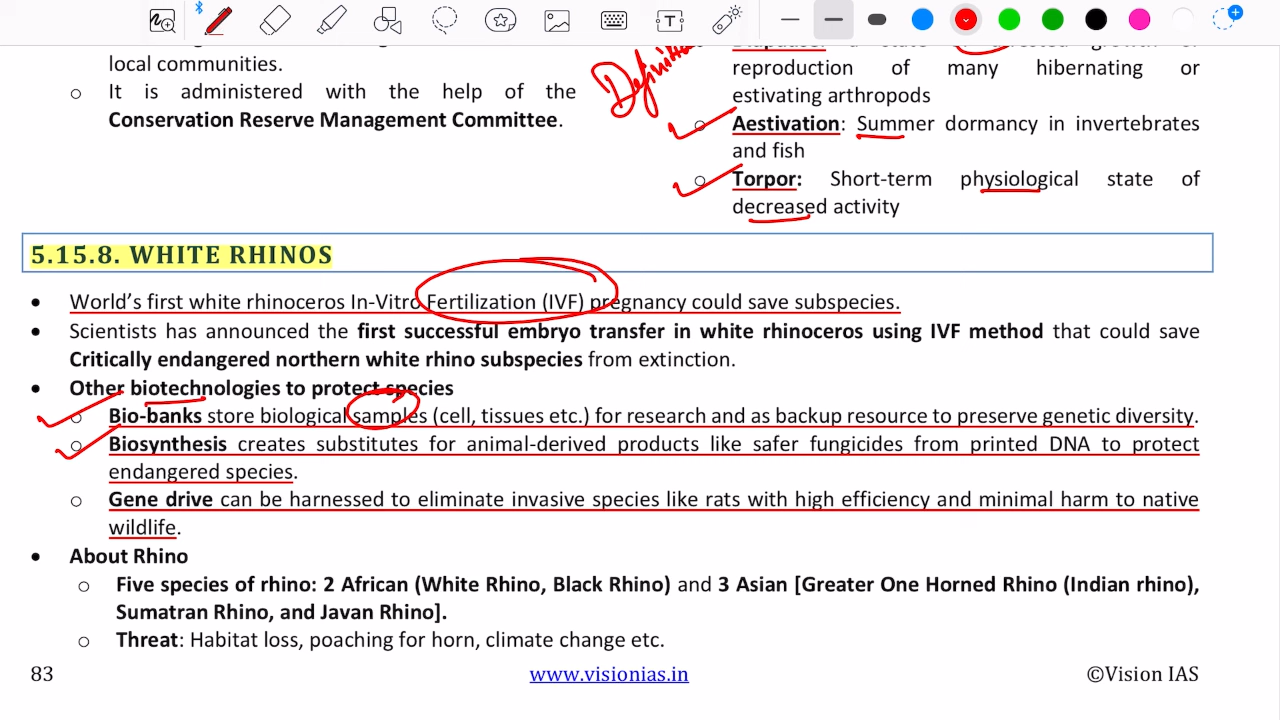 local communities.
o It is administered with the help of the
Conservation Reserve Management Committee.
Definition
reproduction of many hibernating or
estivating arthropods
o Aestivation: Summer dormancy in invertebrates
and fish
o Torpor: Short-term physiological state of
decreased activity
5.15.8. WHITE RHINOS
• World’s first white rhinoceros In-Vitro Fertilization (IVF) pregnancy could save subspecies.
• Scientists has announced the first successful embryo transfer in white rhinoceros using IVF method that could save
Critically endangered northern white rhino subspecies from extinction.
• Other biotechnologies to protect species
o Bio-banks store biological samples (cell, tissues etc.) for research and as backup resource to preserve genetic diversity.
o Biosynthesis creates substitutes for animal-derived products like safer fungicides from printed DNA to protect
endangered species.
o Gene drive can be harnessed to eliminate invasive species like rats with high efficiency and minimal harm to native
wildlife.
• About Rhino
o Five species of rhino: 2 African (White Rhino, Black Rhino) and 3 Asian [Greater One Horned Rhino (Indian rhino),
Sumatran Rhino, and Javan Rhino].
o Threat: Habitat loss, poaching for horn, climate change etc.
83
www.visionias.in
©Vision IAS